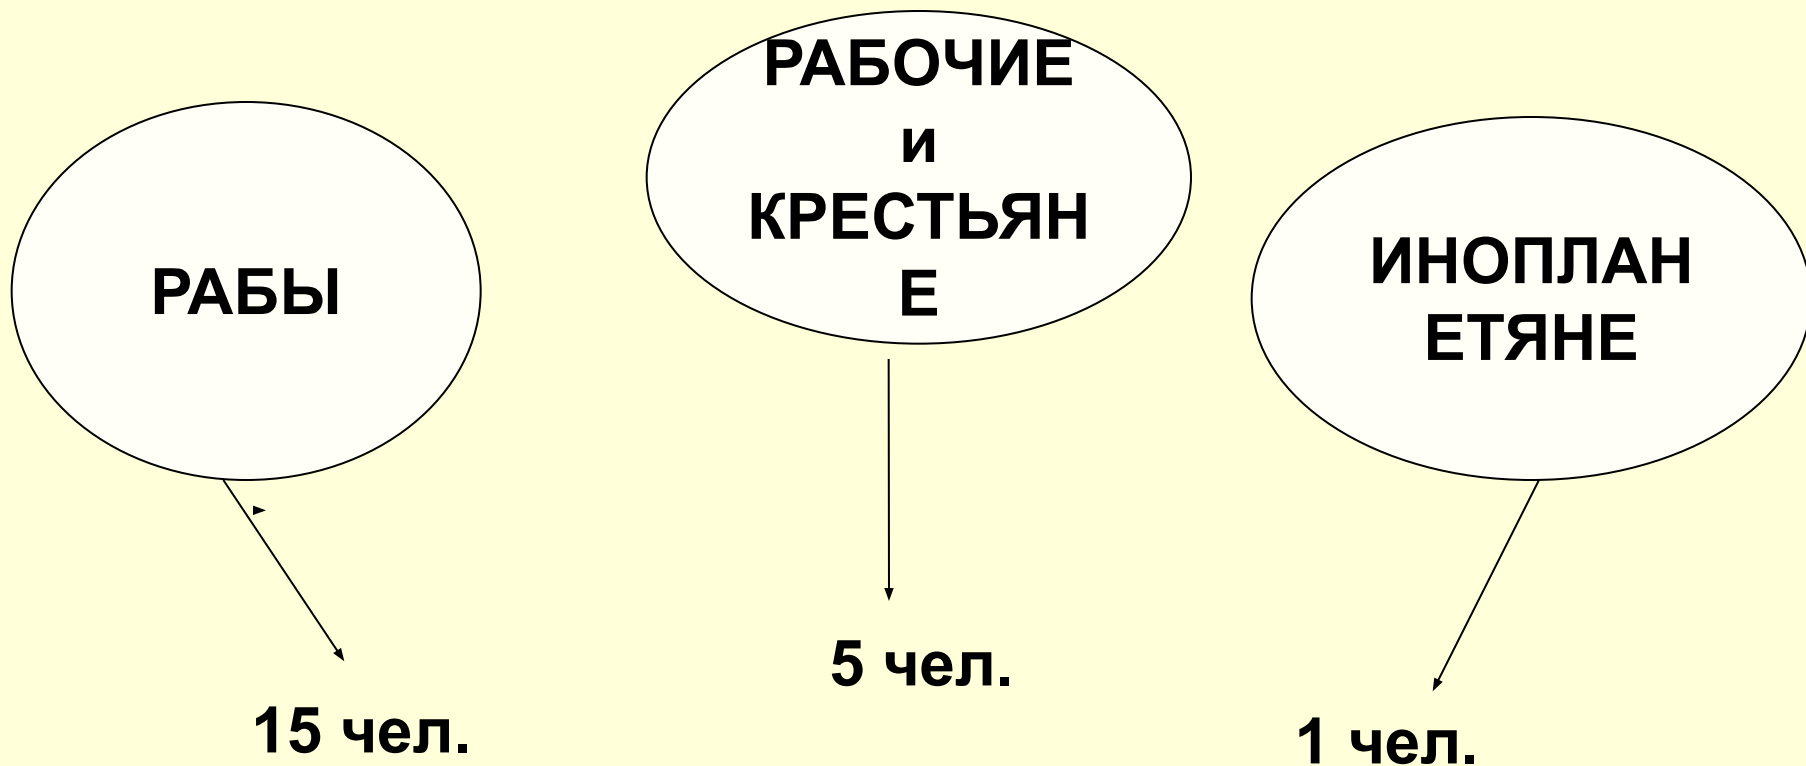 РАБЫ
РАБОЧИЕ
и
КРЕСТЬЯН
Е
ИНОПЛАН
ЕТЯНЕ
15 чел.
5 чел.
1 чел.